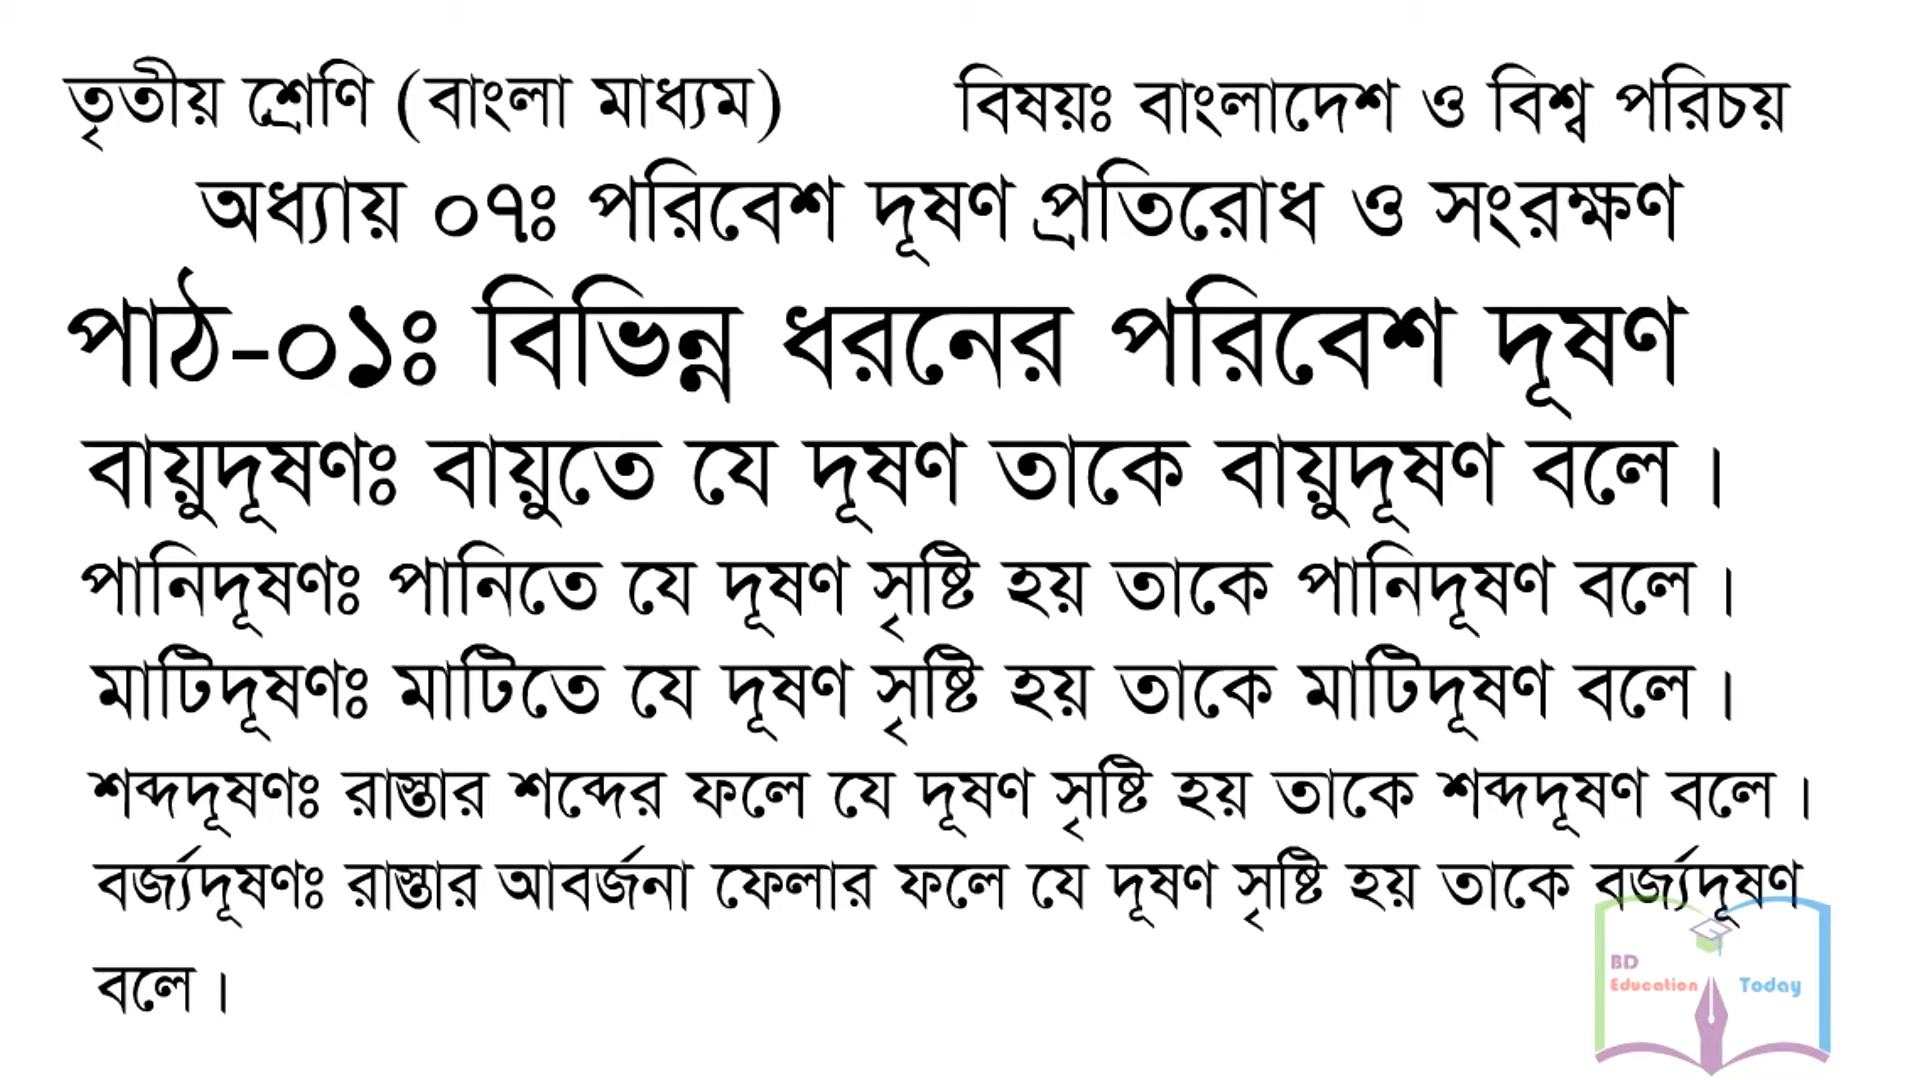 তৃতীয় শ্রেণি (বাংলা মাধ্যম) বিষয়ঃ বাংলাদেশ ও বিশ্ব পরিচয়
অধ্যায় ০৭ঃ পরিবেশ দূষণ প্রতিরোধ ও সংরক্ষণ
পাঠ-০১ঃ বিভিন্ন ধরনের পরিবেশ দূষণ
বায়ুদূষণঃ বায়ুতে যে দূষণ তাকে বায়ুদূষণ বলে।
পানিদূষণঃ পানিতে যে দূষণ সৃষ্টি হয় তাকে পানিদূষণ বলে।
মাটিদূষণঃ মাটিতে যে দূষণ সৃষ্টি হয় তাকে মাটিদূষণ বলে।
শব্দদূষণঃ রাস্তার শব্দের ফলে যে দূষণ সৃষ্টি হয় তাকে শব্দদূষণ বলে।
বর্জ্যদূষণঃ রাস্তার আবর্জনা ফেলার ফলে যে দূষণ সৃষ্টি হয় তাকে বর্জ্যদূষণ
বলে।
BD
Education Today